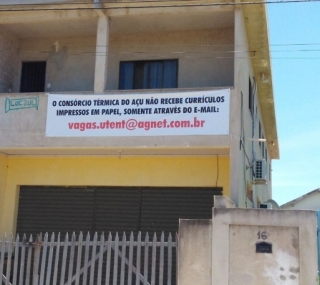 O CONSÓRCIO TÉRMICA DO AÇU NÃO RECEBE CURRÍCULOS
IMPRESSOS EM PAPEL, SOMENTE ATRAVÉS DO E-MAIL:
vagas.utent@agnet.com.br
16